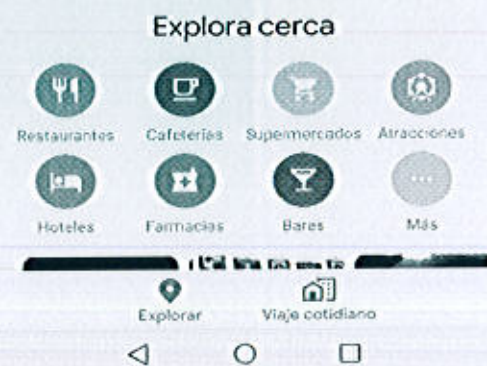 Explora cerca
Restaurantes Cafeterías Supermercados Atracciones
Hoteles Farmacias Bares Más
Explorar Viaje cotidiano